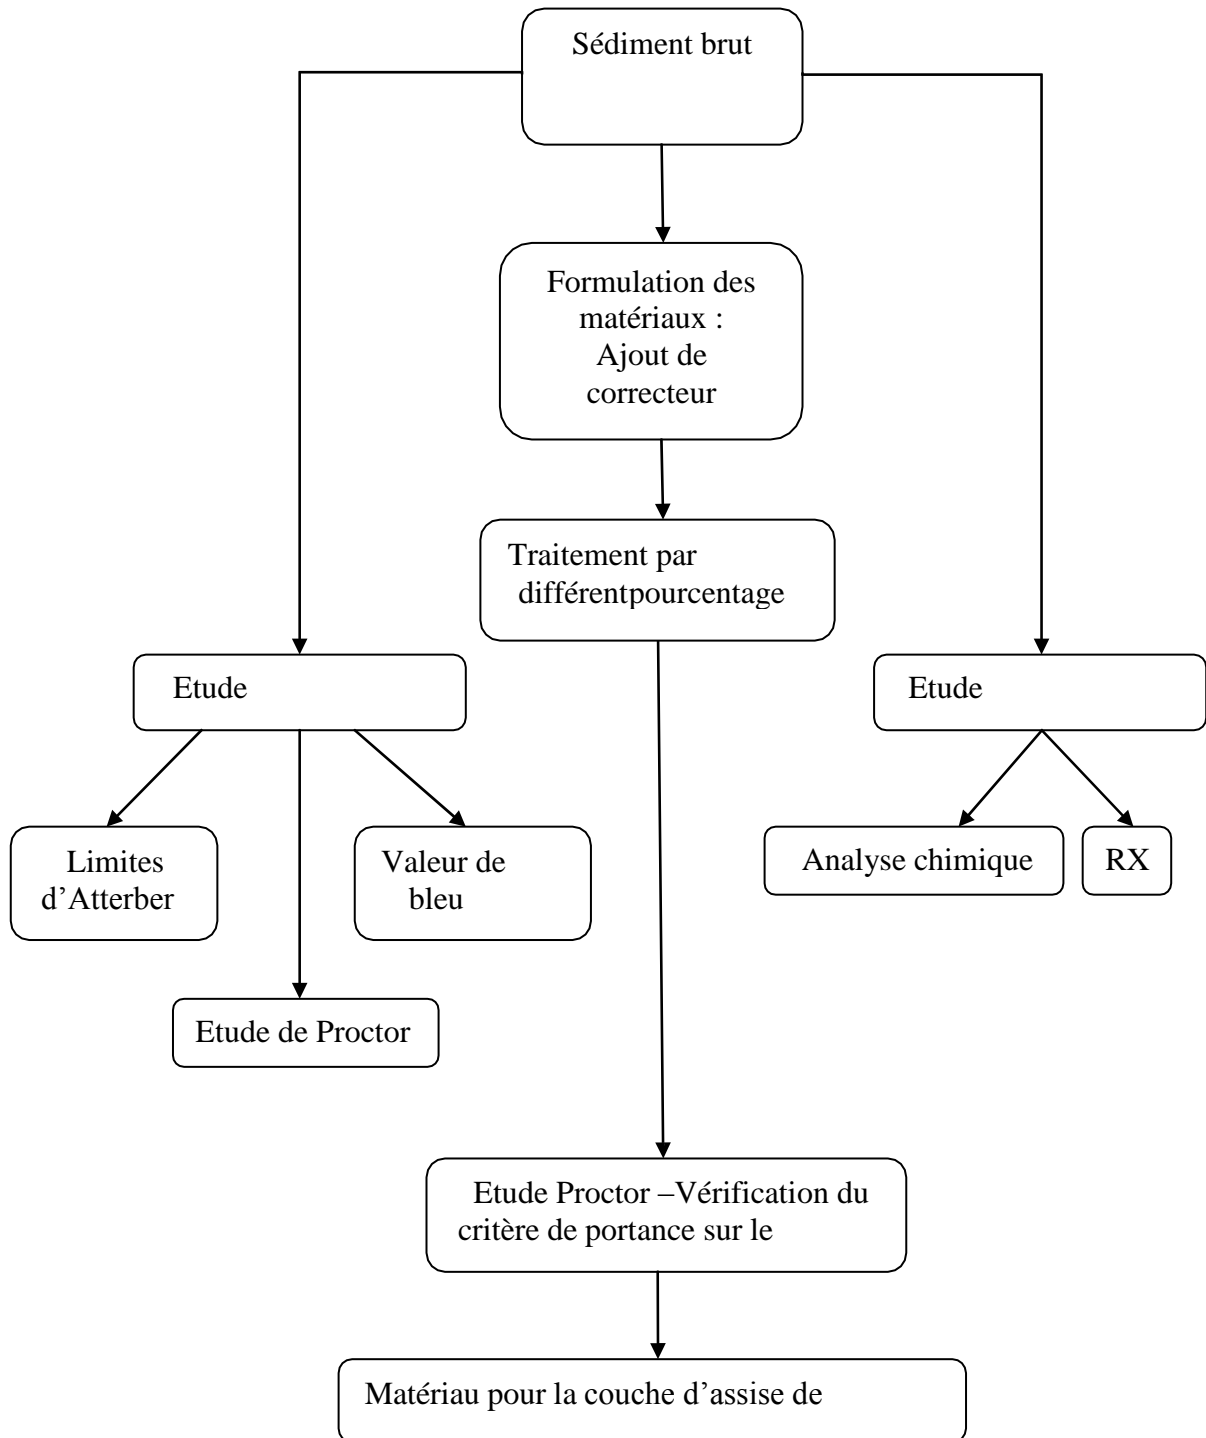 Sédiment brut
Formulation des
matériaux :
Ajout de
correcteur
Traitement par
différentpourcentage
Etude
Etude
Limites
d’Atterber
Valeur de
bleu
Analyse chimique
RX
Etude de Proctor
Etude Proctor –Vérification du
critère de portance sur le
Matériau pour la couche d’assise de